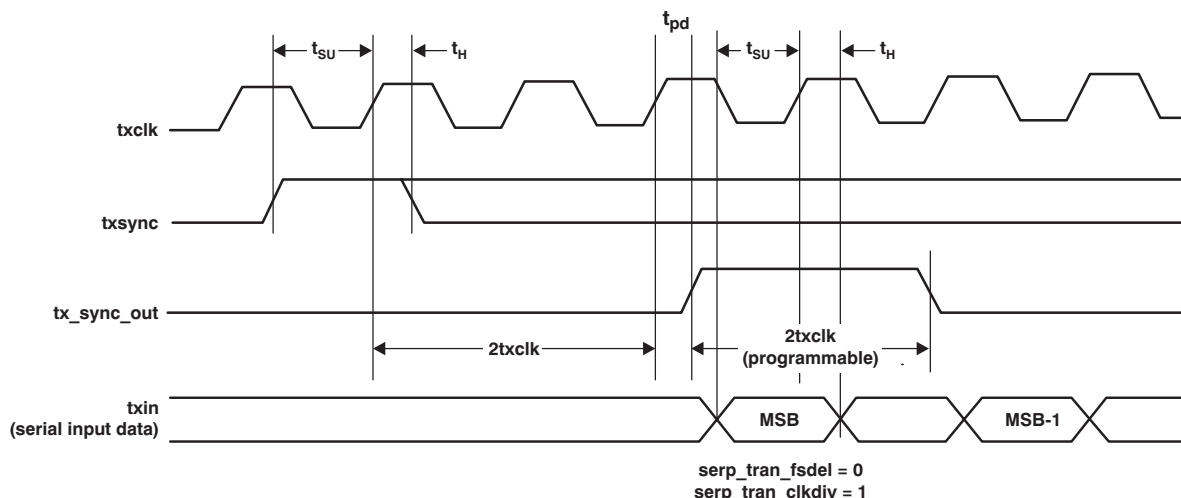 tpd
tSU
tH
tSU
tH
txclk
txsync
tx_sync_out
2txclk
2txclk
(programmable)
txin
(serial input data)
MSB
MSB-1
serp_tran_fsdel = 0
serp_tran_clkdiv = 1